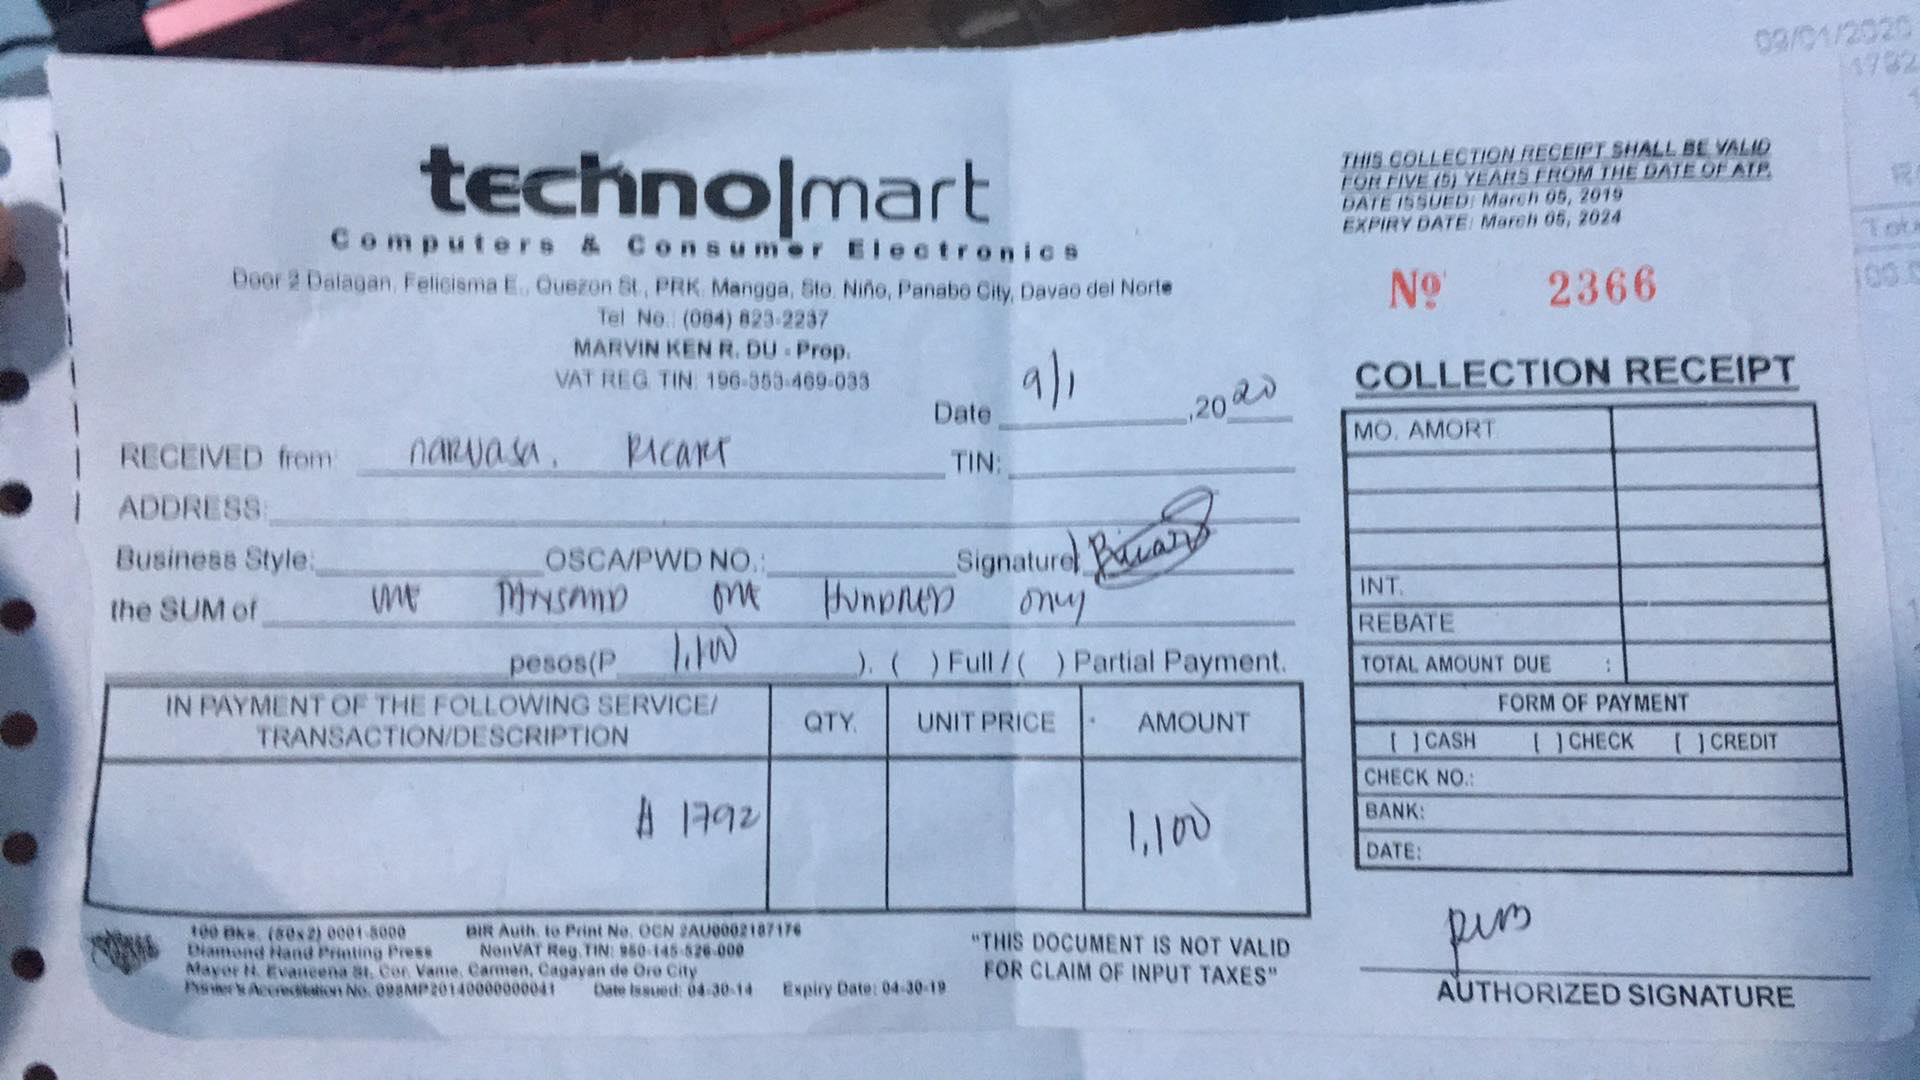 techno|mart
Computers & Consumer Electronics
Door 2 Dalagan, Felicisma E., Quezon St., PRK. Mangga, Sto. Niño, Panabo City, Davao del Norte
Tel No.: (084) 823-2237
MARVIN KEN R. DU - Prop.
VAT REG. TIN: 196-353-469-033
THIS COLLECTION RECEIPT SHALL BE VALID
FOR FIVE (5) YEARS FROM THE DATE OF ATP.
DATE ISSUED: March 05, 2019
EXPIRY DATE: March 05, 2024
Nº 2366
COLLECTION RECEIPT
Date 9/1, 2020
RECEIVED from: narvasa, Ricart
TIN:
ADDRESS:
Business Style: OSCA/PWD NO.: Signature
the SUM of one thousand one hundred only
pesos(P 1,100 ). ( ) Full / ( ) Partial Payment.
IN PAYMENT OF THE FOLLOWING SERVICE/
TRANSACTION/DESCRIPTION
QTY. UNIT PRICE AMOUNT
# 1792 1,100
MO. AMORT.
INT.
REBATE
TOTAL AMOUNT DUE :
FORM OF PAYMENT
[ ] CASH [ ] CHECK [ ] CREDIT
CHECK NO.:
BANK:
DATE:
AUTHORIZED SIGNATURE
100 Bks. (50x2) 0001-5000 BIR Auth. to Print No. OCN 2AU0002187176
Diamond Hand Printing Press NonVAT Reg.TIN: 950-145-526-000
Mayor H. Evancena St. Cor. Vame, Carmen, Cagayan de Oro City
Printer's Accreditation No. 098MP20140000000041 Date Issued: 04-30-14 Expiry Date: 04-30-19
"THIS DOCUMENT IS NOT VALID
FOR CLAIM OF INPUT TAXES"
09/01/2020
1792